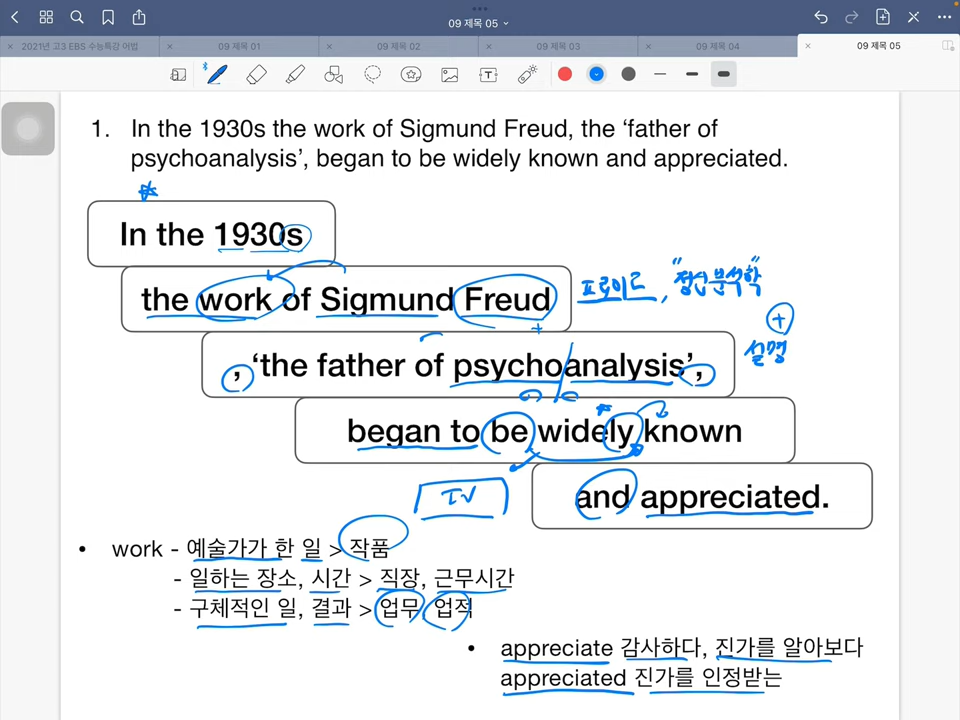 09 제목 05
2021년 고3 EBS 수능특강 어법
09 제목 01
09 제목 02
09 제목 03
09 제목 04
09 제목 05
1. In the 1930s the work of Sigmund Freud, the ‘father of
psychoanalysis’, began to be widely known and appreciated.
In the 1930s
the work of Sigmund Freud
프로이드, "정신분석학"
+
설명
, ‘the father of psychoanalysis’,
began to be widely known
and appreciated.
• work - 예술가가 한 일 > 작품
- 일하는 장소, 시간 > 직장, 근무시간
- 구체적인 일, 결과 > 업무, 업적
• appreciate 감사하다, 진가를 알아보다
appreciated 진가를 인정받는